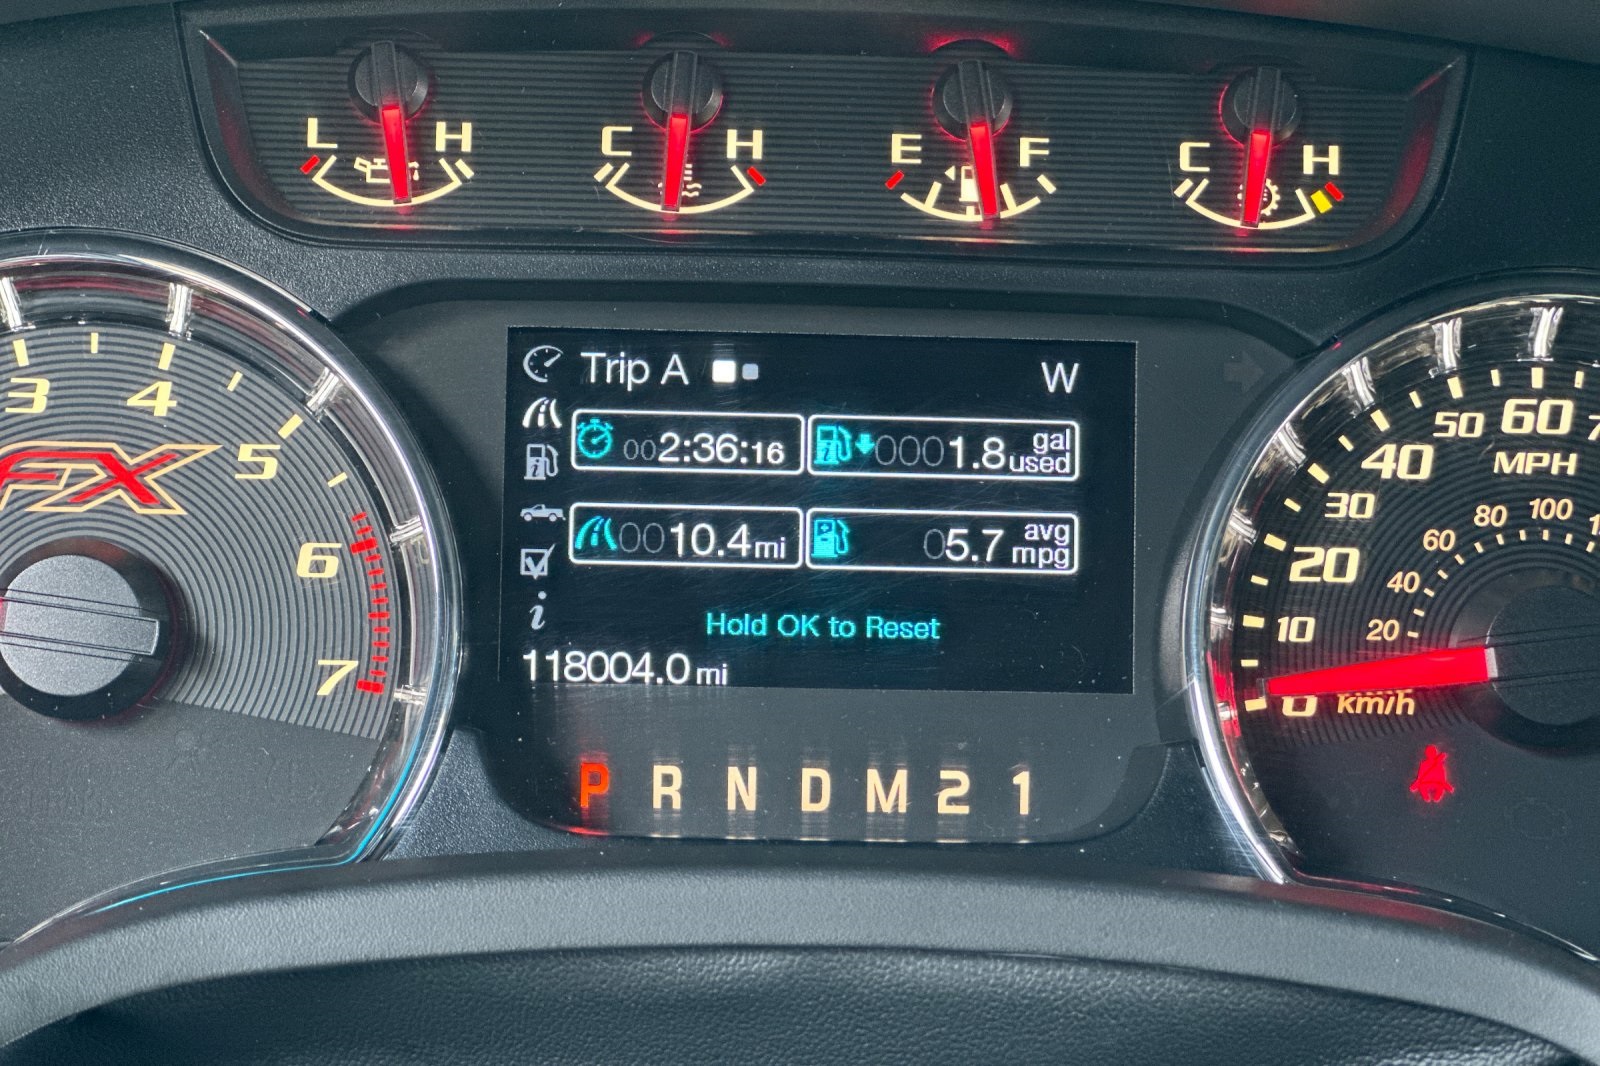 L H
C H
E F
C H
3
4
5
6
7
FX
Trip A
W
002:36:16
0001.8 gal used
0010.4 mi
05.7 avg mpg
Hold OK to Reset
118004.0 mi
P R N D M 2 1
0
10
20
30
40
50
60
MPH
20
40
60
80
100
km/h